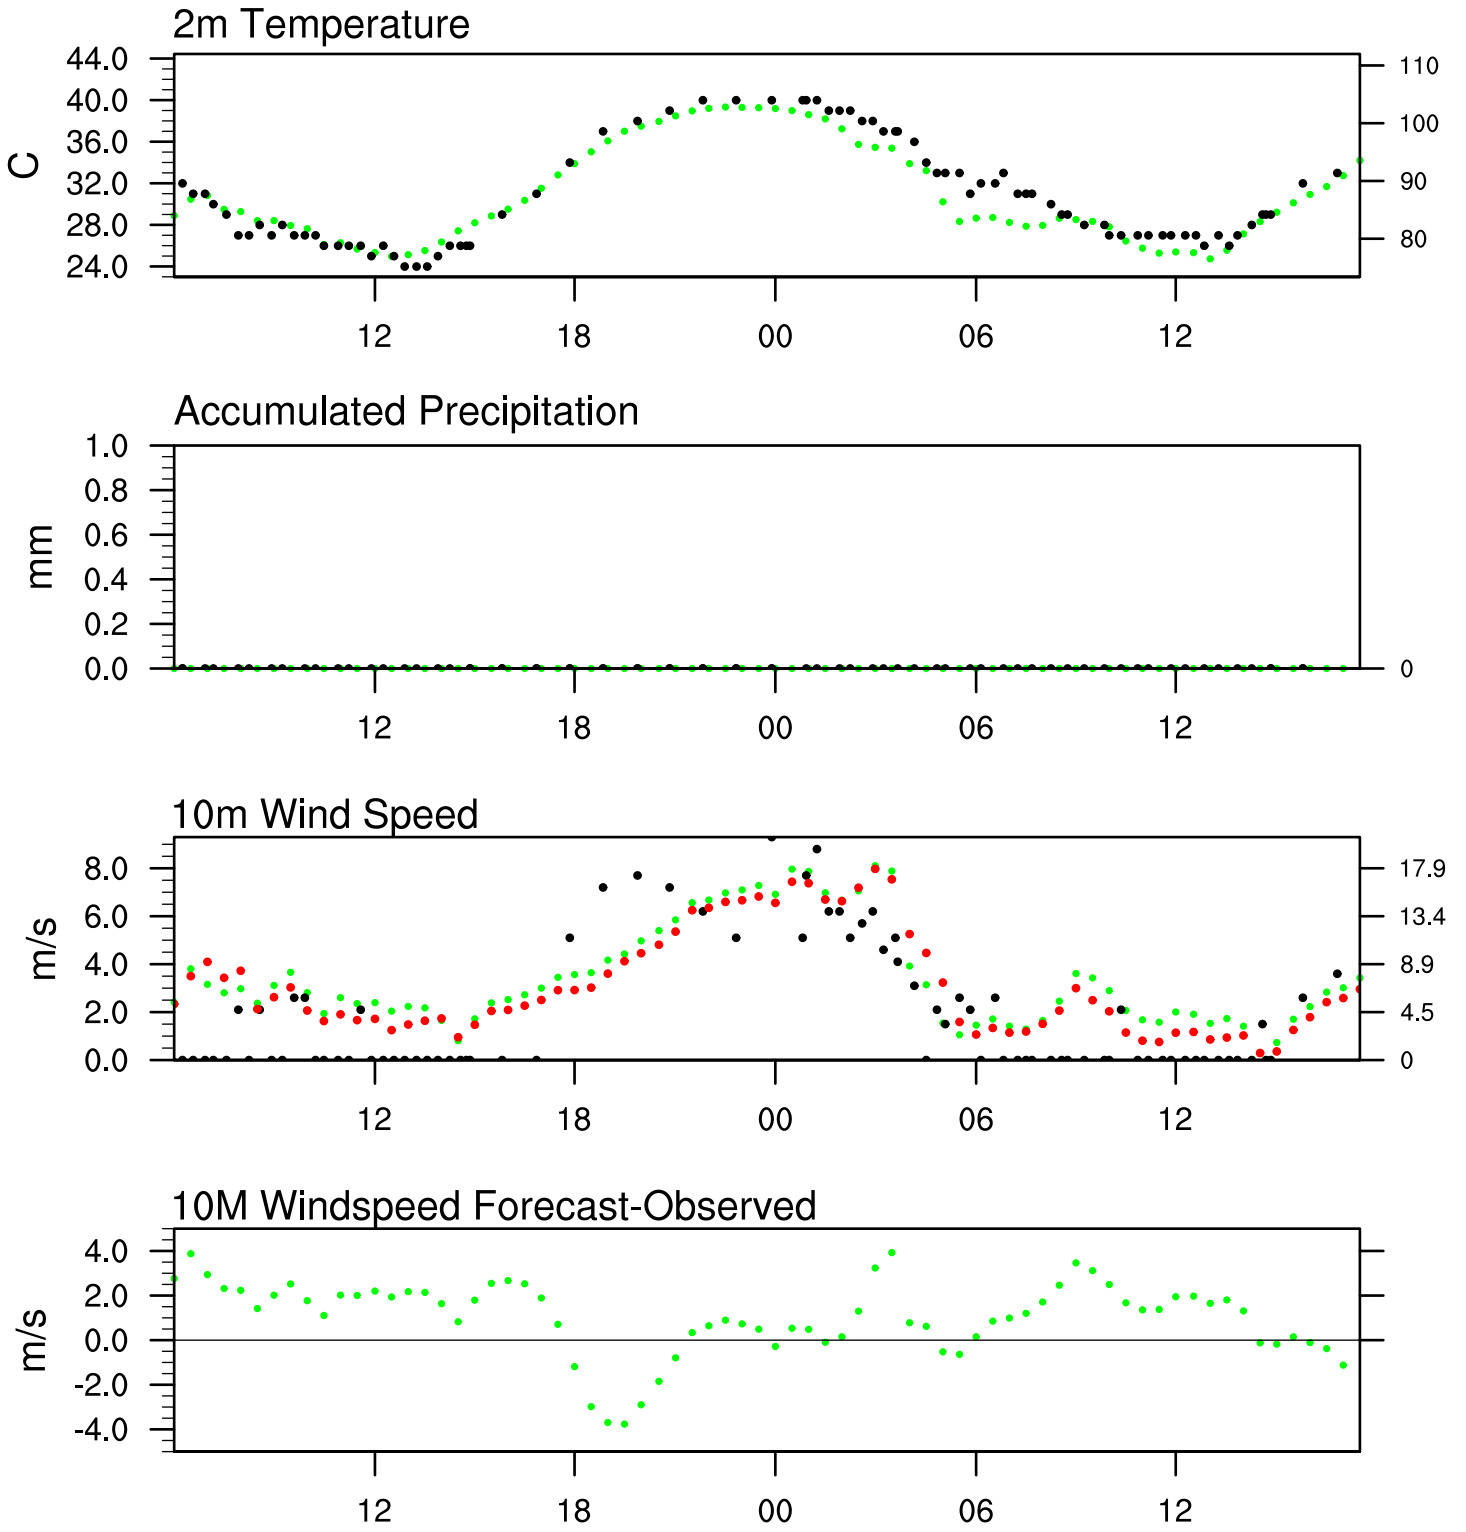 2m Temperature
44.0
40.0
36.0
32.0
28.0
24.0
C
110
100
90
80
12 18 00 06 12
Accumulated Precipitation
1.0
0.8
0.6
0.4
0.2
0.0
mm
0
12 18 00 06 12
10m Wind Speed
8.0
6.0
4.0
2.0
0.0
m/s
17.9
13.4
8.9
4.5
0
12 18 00 06 12
10M Windspeed Forecast-Observed
4.0
2.0
0.0
-2.0
-4.0
m/s
12 18 00 06 12